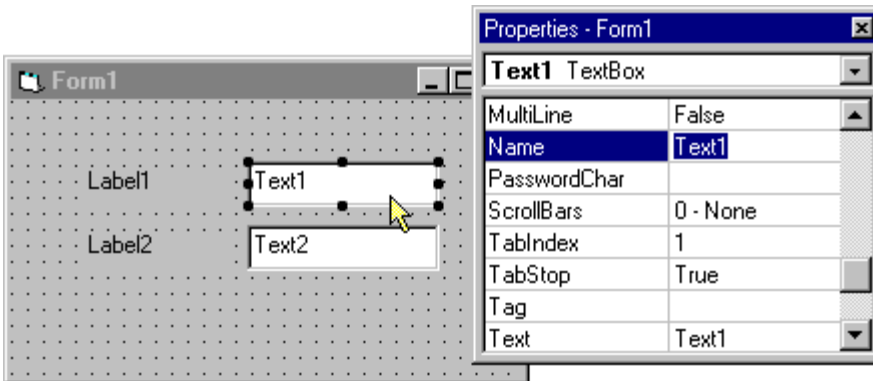 Form1
Label1 Text1
Label2 Text2
Properties - Form1
Text1 TextBox
MultiLine False
Name Text1
PasswordChar
ScrollBars 0 - None
TabIndex 1
TabStop True
Tag
Text Text1